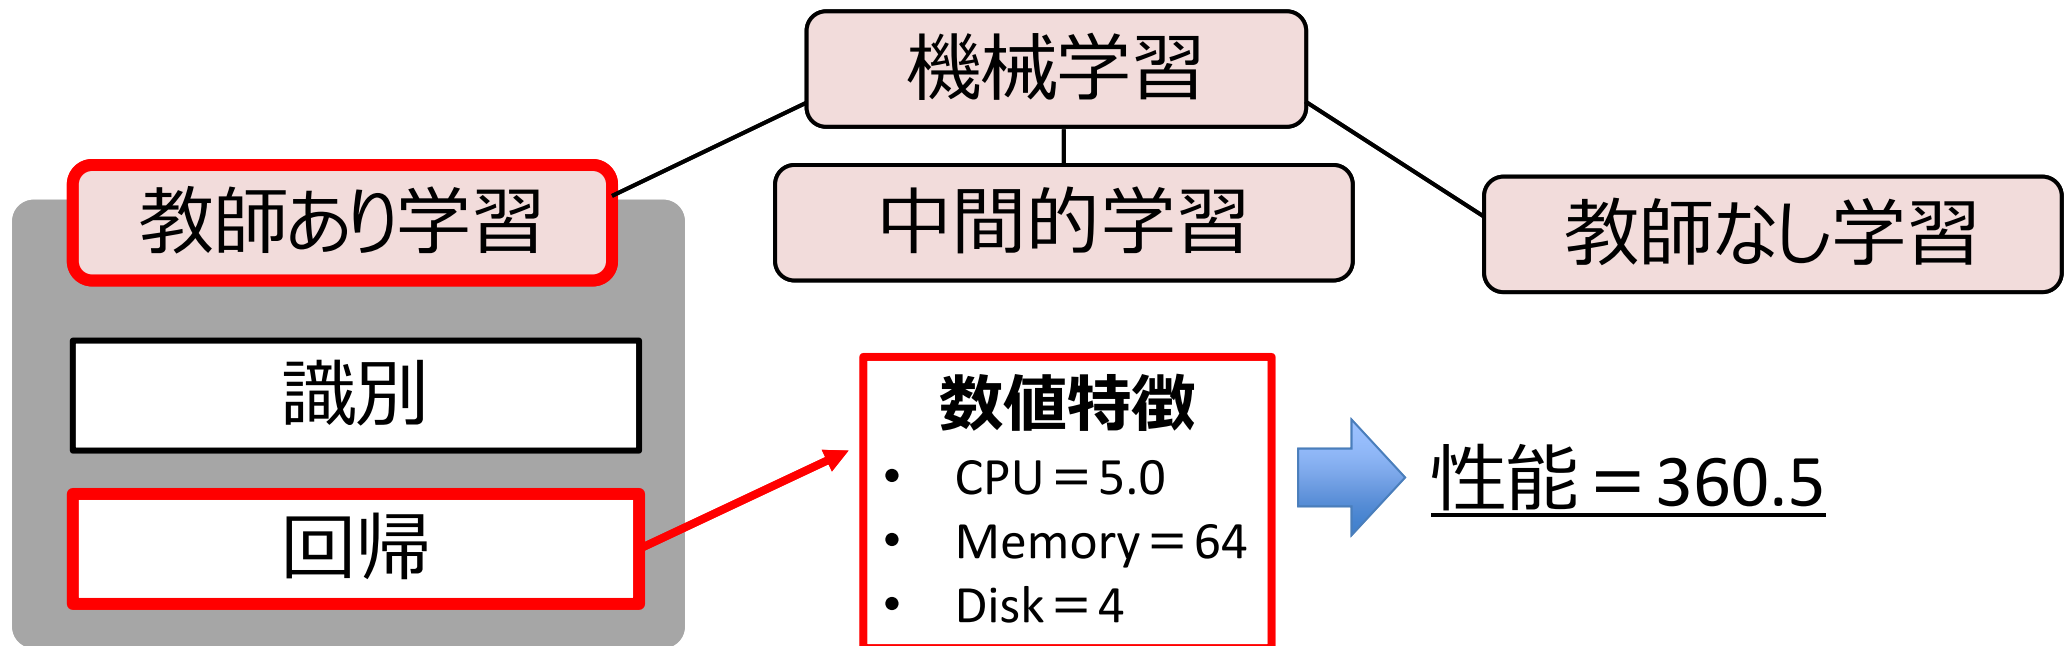 機械学習
教師あり学習
中間的学習
教師なし学習
識別
回帰
数値特徴
• CPU＝5.0
• Memory＝64
• Disk＝4
性能＝360.5